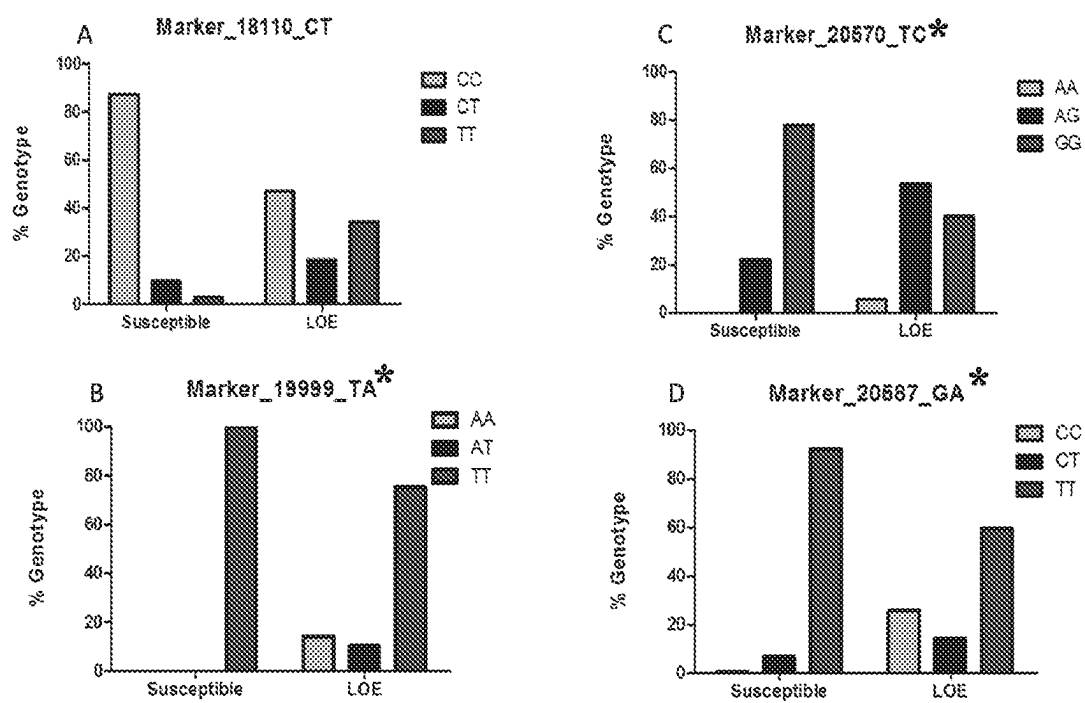 A
Marker_18110_CT
% Genotype
100
80
60
40
20
0
Susceptible
LOE
CC
CT
TT
C
Marker_20570_TC*
% Genotype
100
80
60
40
20
0
Susceptible
LOE
AA
AG
GG
B
Marker_19999_TA*
% Genotype
100
80
60
40
20
0
Susceptible
LOE
AA
AT
TT
D
Marker_20587_GA*
% Genotype
100
80
60
40
20
0
Susceptible
LOE
CC
CT
TT